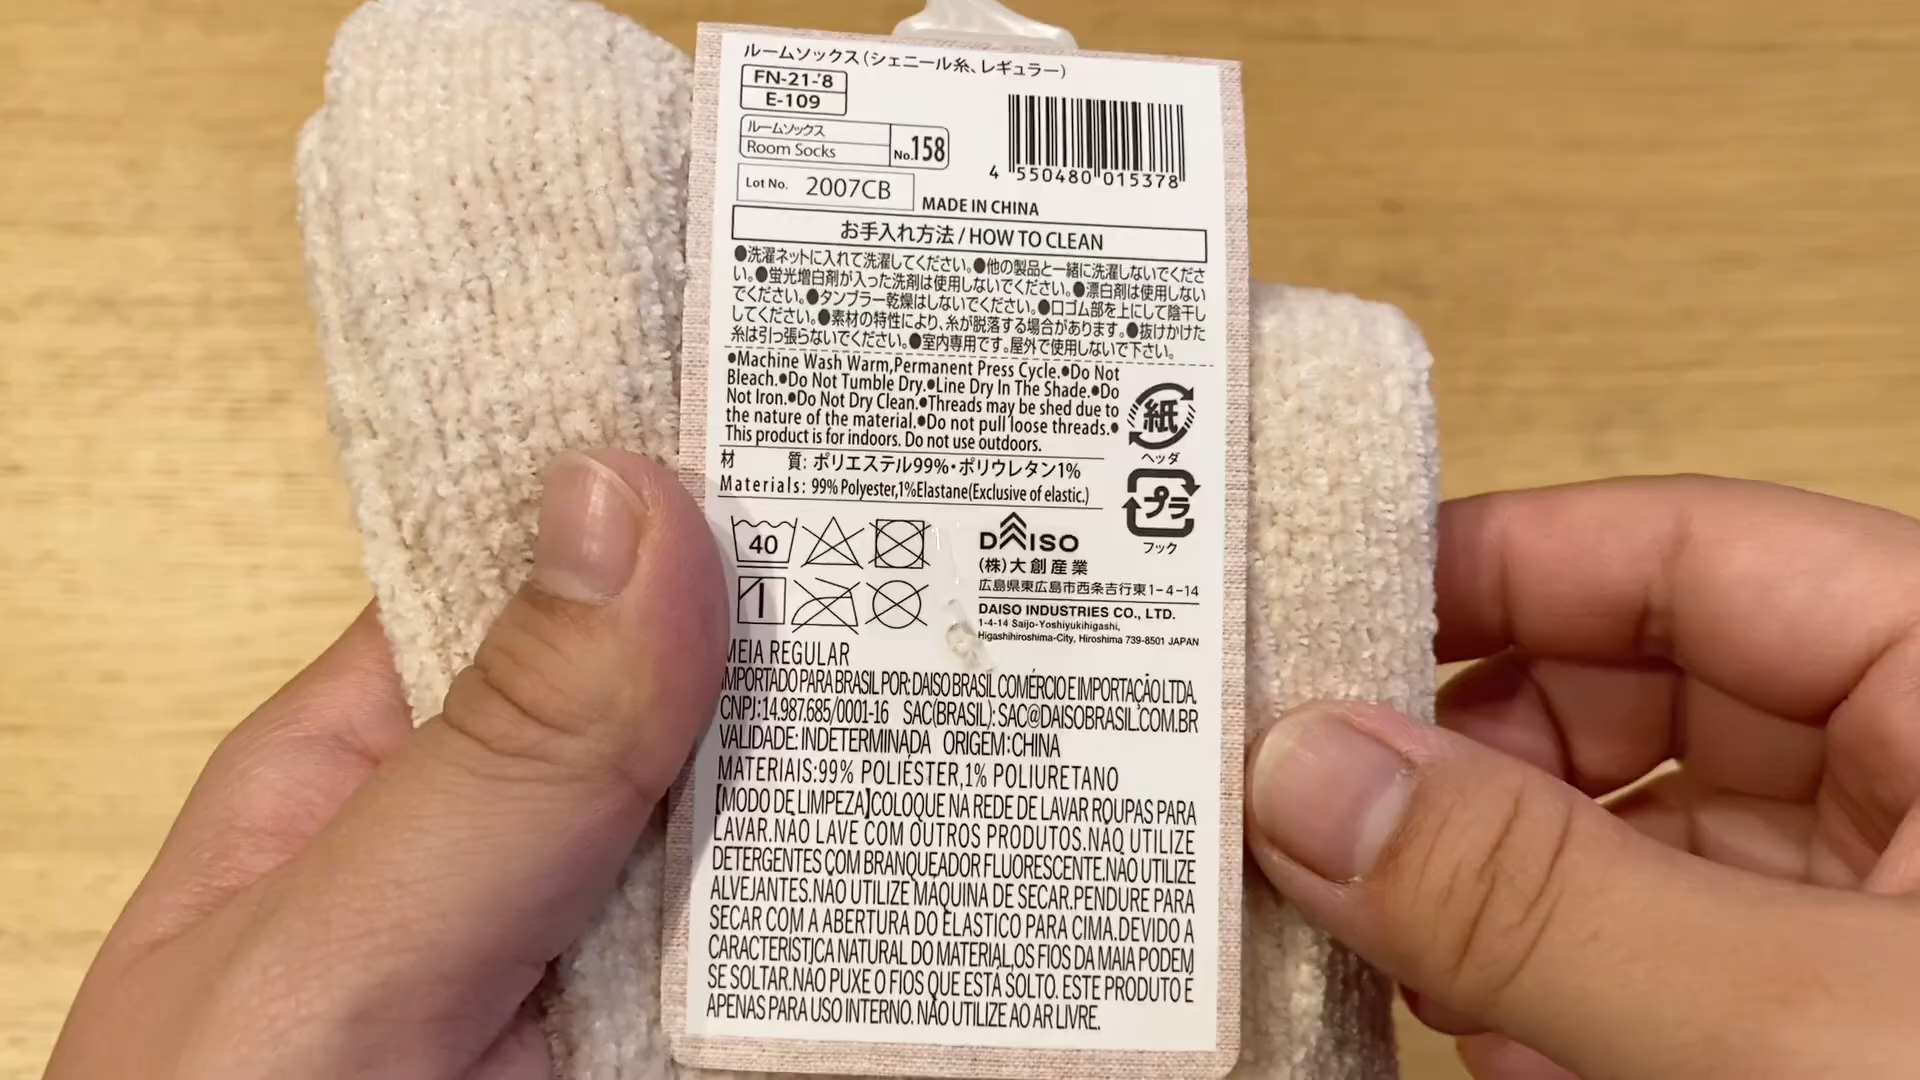 ルームソックス(シェニール糸、レギュラー)
FN-21-'8
E-109
ルームソックス
Room Socks
No.158
4 550480 015378
Lot No. 2007CB
MADE IN CHINA
お手入れ方法 / HOW TO CLEAN
●洗濯ネットに入れて洗濯してください。●他の製品と一緒に洗濯しないでくださ
い。●蛍光増白剤が入った洗剤は使用しないでください。●漂白剤は使用しない
でください。●タンブラー乾燥はしないでください。●口ゴム部を上にして陰干し
してください。●素材の特性により、糸が脱落する場合があります。●抜けかけた
糸は引っ張らないでください。●室内専用です。屋外で使用しないで下さい。
●Machine Wash Warm,Permanent Press Cycle.●Do Not
Bleach.●Do Not Tumble Dry.●Line Dry In The Shade.●Do
Not Iron.●Do Not Dry Clean.●Threads may be shed due to
the nature of the material.●Do not pull loose threads.●
This product is for indoors. Do not use outdoors.
紙
ヘッダ
材 質: ポリエステル99%・ポリウレタン1%
Materials: 99% Polyester,1%Elastane(Exclusive of elastic.)
プラ
フック
40
DAISO
(株)大創産業
広島県東広島市西条吉行東1-4-14
DAISO INDUSTRIES CO., LTD.
1-4-14 Saijo-Yoshiyukihigashi,
Higashihiroshima-City, Hiroshima 739-8501 JAPAN
MEIA REGULAR
IMPORTADO PARA BRASIL POR: DAISO BRASIL COMÉRCIO E IMPORTAÇÃO LTDA.
CNPJ:14.987.685/0001-16 SAC(BRASIL): SAC@DAISOBRASIL.COM.BR
VALIDADE: INDETERMINADA ORIGEM:CHINA
MATERIAIS:99% POLIÉSTER,1% POLIURETANO
【MODO DE LIMPEZA】COLOQUE NA REDE DE LAVAR ROUPAS PARA
LAVAR.NÃO LAVE COM OUTROS PRODUTOS.NÃO UTILIZE
DETERGENTES COM BRANQUEADOR FLUORESCENTE.NÃO UTILIZE
ALVEJANTES.NÃO UTILIZE MÁQUINA DE SECAR.PENDURE PARA
SECAR COM A ABERTURA DO ELÁSTICO PARA CIMA.DEVIDO A
CARACTERÍSTICA NATURAL DO MATERIAL,OS FIOS DA MAIA PODEM
SE SOLTAR.NÃO PUXE O FIOS QUE ESTÁ SOLTO. ESTE PRODUTO É
APENAS PARA USO INTERNO. NÃO UTILIZE AO AR LIVRE.